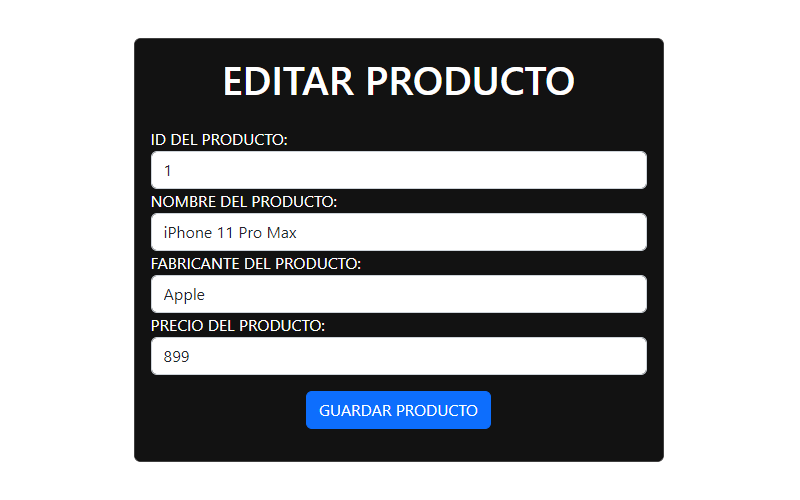 EDITAR PRODUCTO
ID DEL PRODUCTO:
1
NOMBRE DEL PRODUCTO:
iPhone 11 Pro Max
FABRICANTE DEL PRODUCTO:
Apple
PRECIO DEL PRODUCTO:
899
GUARDAR PRODUCTO